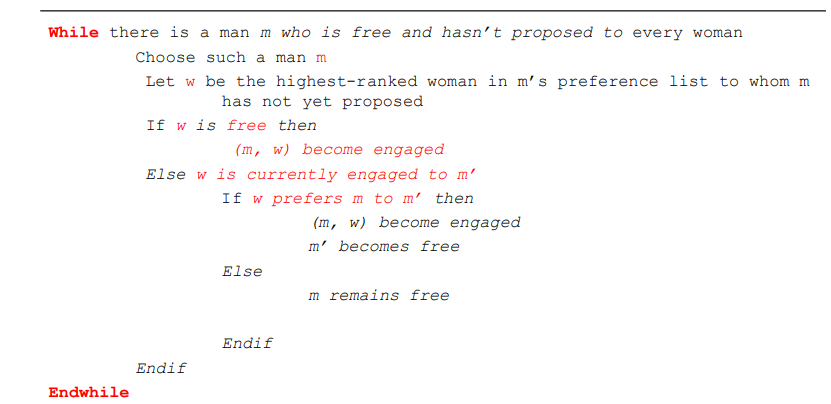 While there is a man m who is free and hasn't proposed to every woman
Choose such a man m
Let w be the highest-ranked woman in m's preference list to whom m
has not yet proposed
If w is free then
(m, w) become engaged
Else w is currently engaged to m′
If w prefers m to m′ then
(m, w) become engaged
m′ becomes free
Else
m remains free
Endif
Endif
Endwhile